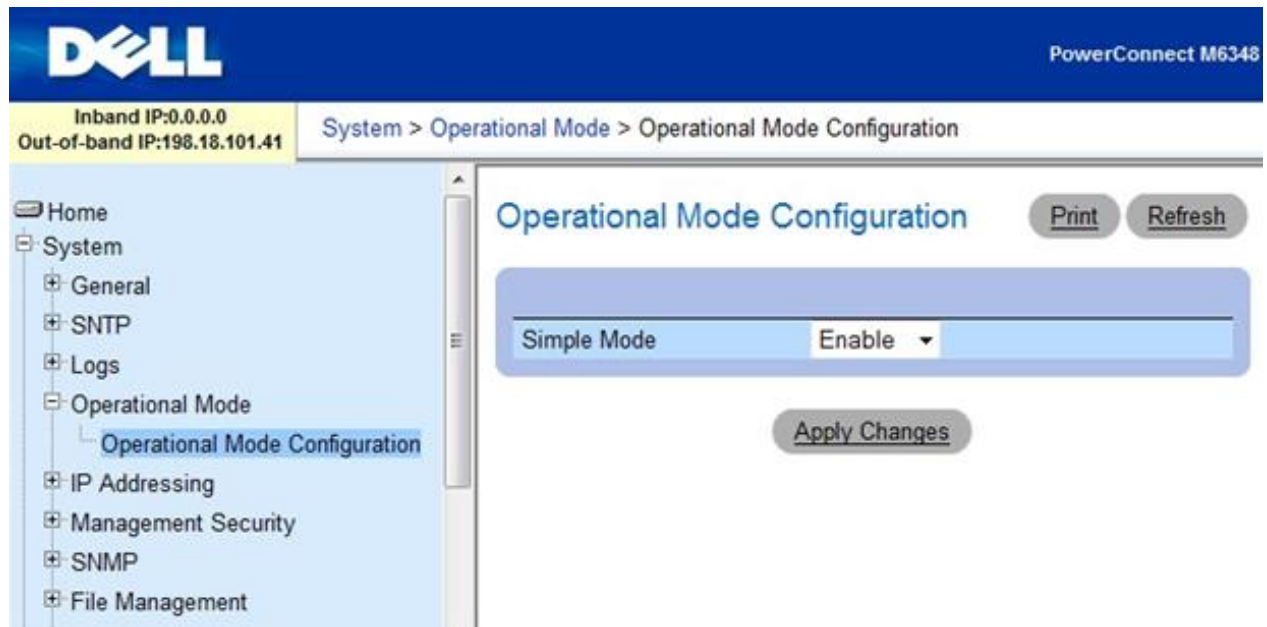 DELL
PowerConnect M6348
Inband IP:0.0.0.0
Out-of-band IP:198.18.101.41
System > Operational Mode > Operational Mode Configuration
Home
System
General
SNTP
Logs
Operational Mode
Operational Mode Configuration
IP Addressing
Management Security
SNMP
File Management
Operational Mode Configuration
Print
Refresh
Simple Mode
Enable
Apply Changes